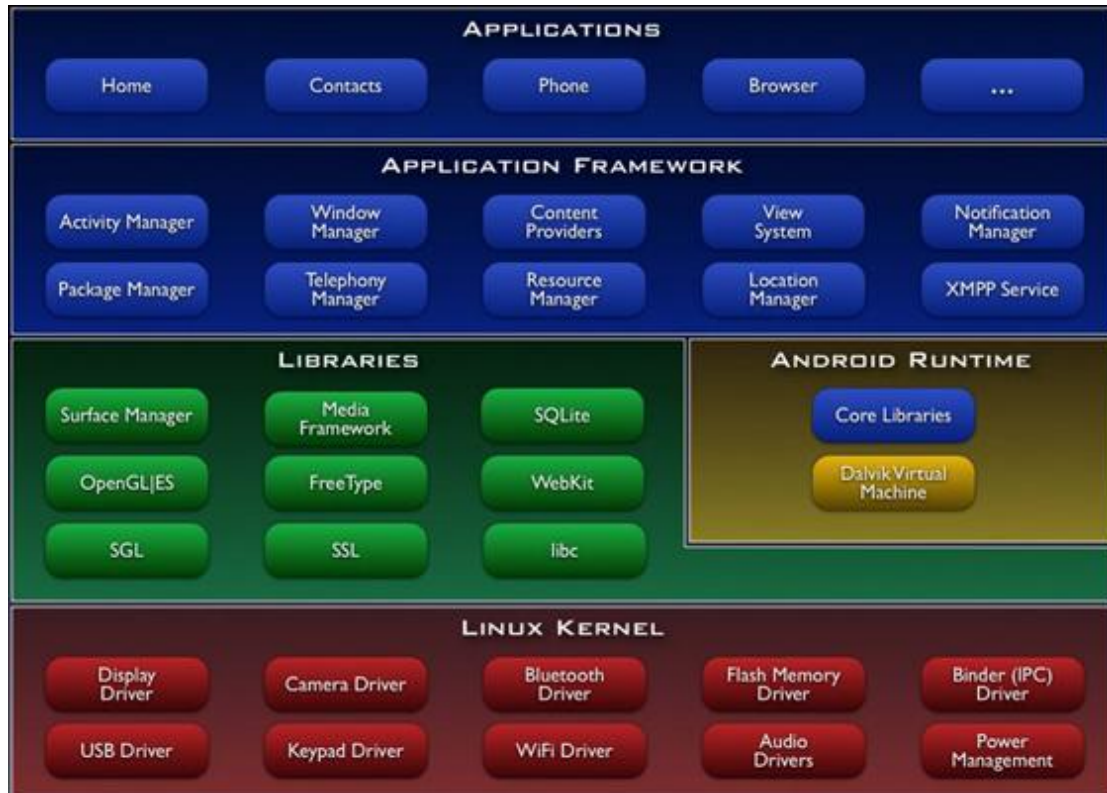 APPLICATIONS
Home
Contacts
Phone
Browser
...
APPLICATION FRAMEWORK
Activity Manager
Window
Manager
Content
Providers
View
System
Notification
Manager
Package Manager
Telephony
Manager
Resource
Manager
Location
Manager
XMPP Service
LIBRARIES
Surface Manager
Media
Framework
SQLite
OpenGL|ES
FreeType
WebKit
SGL
SSL
libc
ANDROID RUNTIME
Core Libraries
Dalvik Virtual
Machine
LINUX KERNEL
Display
Driver
Camera Driver
Bluetooth
Driver
Flash Memory
Driver
Binder (IPC)
Driver
USB Driver
Keypad Driver
WiFi Driver
Audio
Drivers
Power
Management